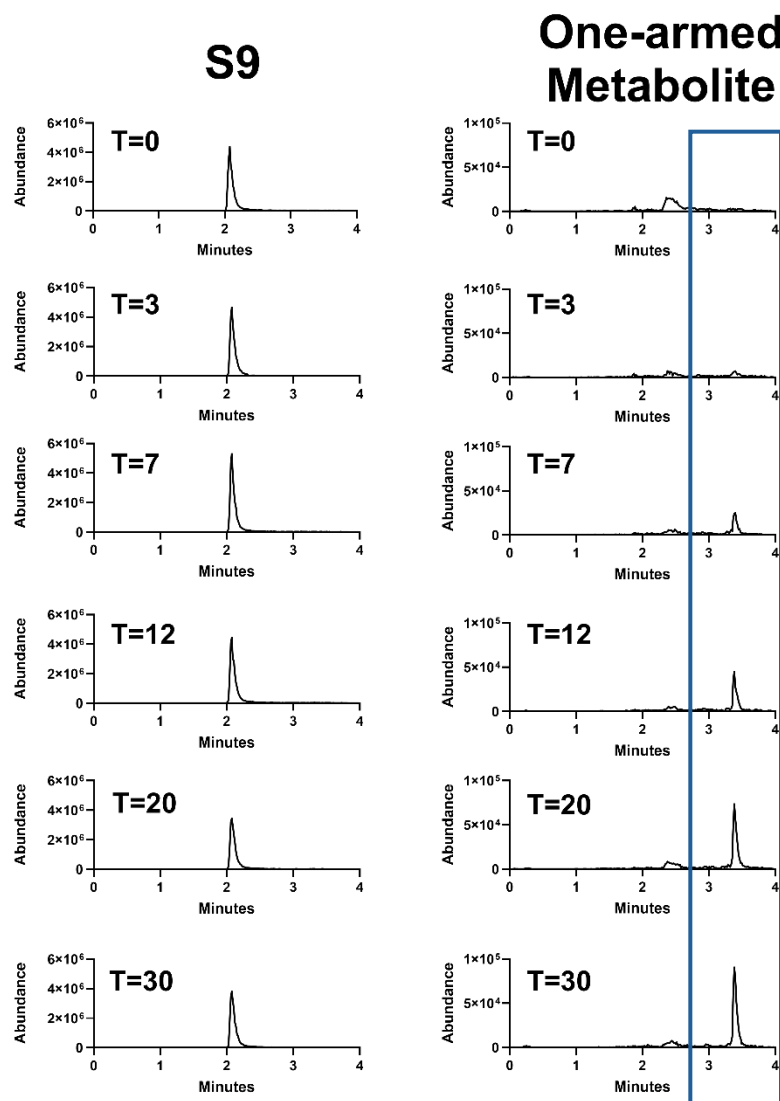 S9
One-armed
Metabolite
T=0
Abundance
6×10⁶
4×10⁶
2×10⁶
0
0 1 2 3 4
Minutes
T=0
Abundance
1×10⁵
5×10⁴
0
0 1 2 3 4
Minutes
T=3
Abundance
6×10⁶
4×10⁶
2×10⁶
0
0 1 2 3 4
Minutes
T=3
Abundance
1×10⁵
5×10⁴
0
0 1 2 3 4
Minutes
T=7
Abundance
6×10⁶
4×10⁶
2×10⁶
0
0 1 2 3 4
Minutes
T=7
Abundance
1×10⁵
5×10⁴
0
0 1 2 3 4
Minutes
T=12
Abundance
6×10⁶
4×10⁶
2×10⁶
0
0 1 2 3 4
Minutes
T=12
Abundance
1×10⁵
5×10⁴
0
0 1 2 3 4
Minutes
T=20
Abundance
6×10⁶
4×10⁶
2×10⁶
0
0 1 2 3 4
Minutes
T=20
Abundance
1×10⁵
5×10⁴
0
0 1 2 3 4
Minutes
T=30
Abundance
6×10⁶
4×10⁶
2×10⁶
0
0 1 2 3 4
Minutes
T=30
Abundance
1×10⁵
5×10⁴
0
0 1 2 3 4
Minutes